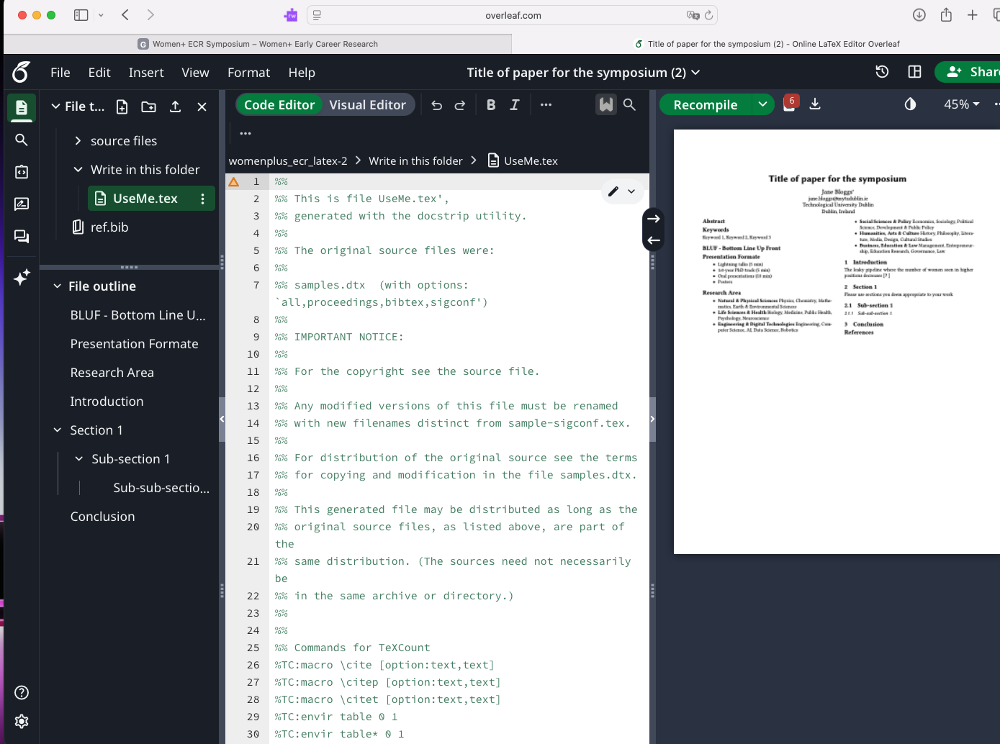 overleaf.com
Women+ ECR Symposium – Women+ Early Career Research
Title of paper for the symposium (2) - Online LaTeX Editor Overleaf
File Edit Insert View Format Help
Title of paper for the symposium (2)
Shar
File t...
source files
Write in this folder
UseMe.tex
ref.bib
File outline
BLUF - Bottom Line U...
Presentation Formate
Research Area
Introduction
Section 1
Sub-section 1
Sub-sub-sectio...
Conclusion
Code Editor Visual Editor
B I
womenplus_ecr_latex-2 > Write in this folder > UseMe.tex
1 %%
2 %% This is file UseMe.tex',
3 %% generated with the docstrip utility.
4 %%
5 %% The original source files were:
6 %%
7 %% samples.dtx  (with options:
`all,proceedings,bibtex,sigconf')
8 %%
9 %% IMPORTANT NOTICE:
10 %%
11 %% For the copyright see the source file.
12 %%
13 %% Any modified versions of this file must be renamed
14 %% with new filenames distinct from sample-sigconf.tex.
15 %%
16 %% For distribution of the original source see the terms
17 %% for copying and modification in the file samples.dtx.
18 %%
19 %% This generated file may be distributed as long as the
20 %% original source files, as listed above, are part of
the
21 %% same distribution. (The sources need not necessarily
be
22 %% in the same archive or directory.)
23 %%
24 %%
25 %% Commands for TeXCount
26 %TC:macro \cite [option:text,text]
27 %TC:macro \citep [option:text,text]
28 %TC:macro \citet [option:text,text]
29 %TC:envir table 0 1
30 %TC:envir table* 0 1
Recompile
6
45%
Title of paper for the symposium
Jane Bloggs*
jane.bloggs@mytudublin.ie
Technological University Dublin
Dublin, Ireland
Abstract
Keywords
Keyword 1, Keyword 2, Keyword 3
BLUF - Bottom Line Up Front
Presentation Formate
• Lightning talks (5 min)
• 1st-year PhD track (5 min)
• Oral presentations (10 min)
• Posters
Research Area
• Natural & Physical Sciences Physics, Chemistry, Mathe-
matics, Earth & Environmental Sciences
• Life Sciences & Health Biology, Medicine, Public Health,
Psychology, Neuroscience
• Engineering & Digital Technologies Engineering, Com-
puter Science, AI, Data Science, Robotics
• Social Sciences & Policy Economics, Sociology, Political
Science, Development & Public Policy
• Humanities, Arts & Culture History, Philosophy, Litera-
ture, Media, Design, Cultural Studies
• Business, Education & Law Management, Entrepreneur-
ship, Education Research, Governance, Law
1 Introduction
The leaky pipeline where the number of women seen in higher
positions decreases [? ]
2 Section 1
Please use sections you deem appropriate to your work
2.1 Sub-section 1
2.1.1 Sub-sub-section 1.
3 Conclusion
References